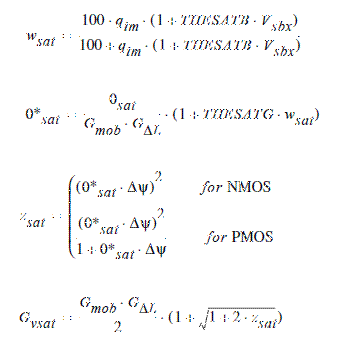 w_sat = 100 · q_im · (1 + THESATB · V_sbx) / 100 + q_im · (1 + THESATB · V_sbx)
θ*_sat = θ_sat / G_mob · G_ΔL · (1 + THESATG · w_sat)
z_sat = { (θ*_sat · Δψ)^2 for NMOS
(θ*_sat · Δψ)^2 / 1 + θ*_sat · Δψ for PMOS
G_vsat = G_mob · G_ΔL / 2 · (1 + √1 + 2 · z_sat)